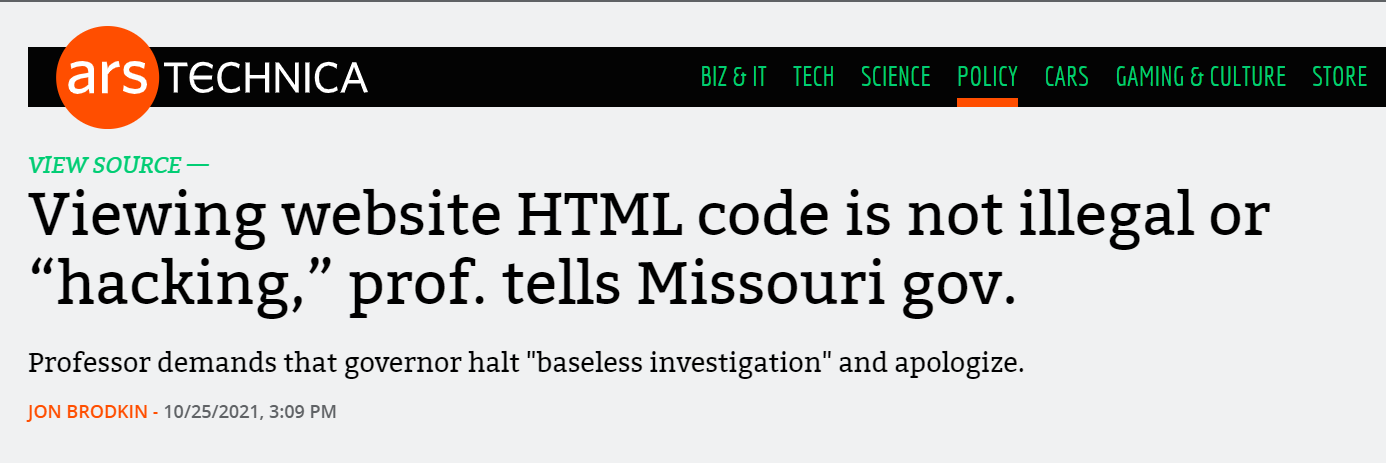 ars TECHNICA
BIZ & IT TECH SCIENCE POLICY CARS GAMING & CULTURE STORE
VIEW SOURCE —
Viewing website HTML code is not illegal or
“hacking,” prof. tells Missouri gov.
Professor demands that governor halt "baseless investigation" and apologize.
JON BRODKIN - 10/25/2021, 3:09 PM